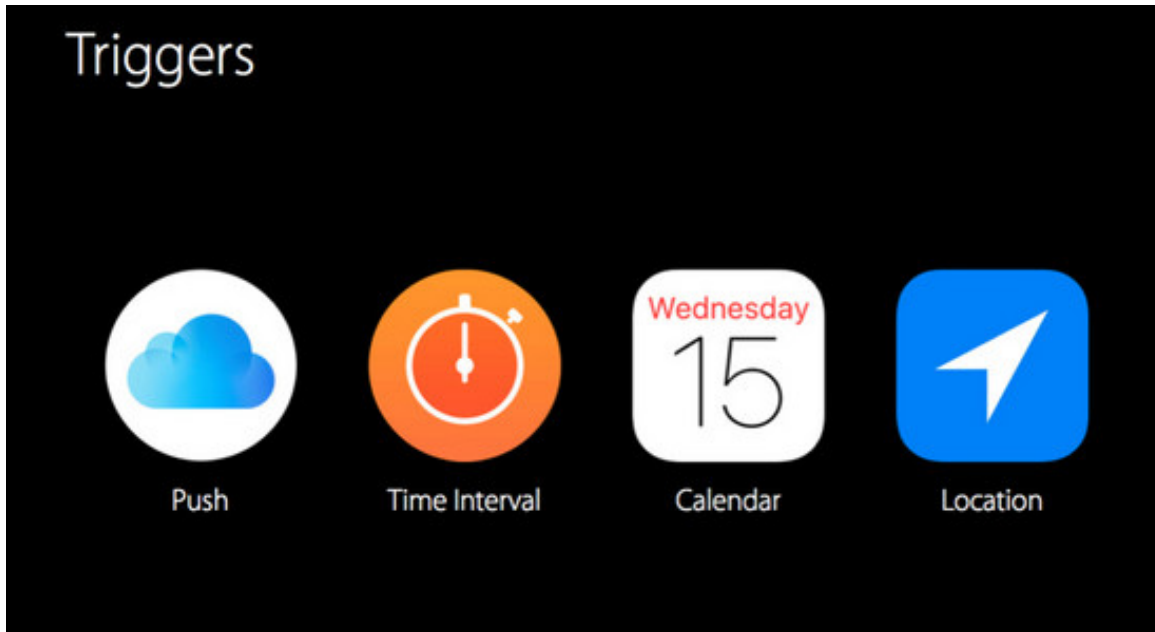 Triggers
Wednesday
15
Push
Time Interval
Calendar
Location